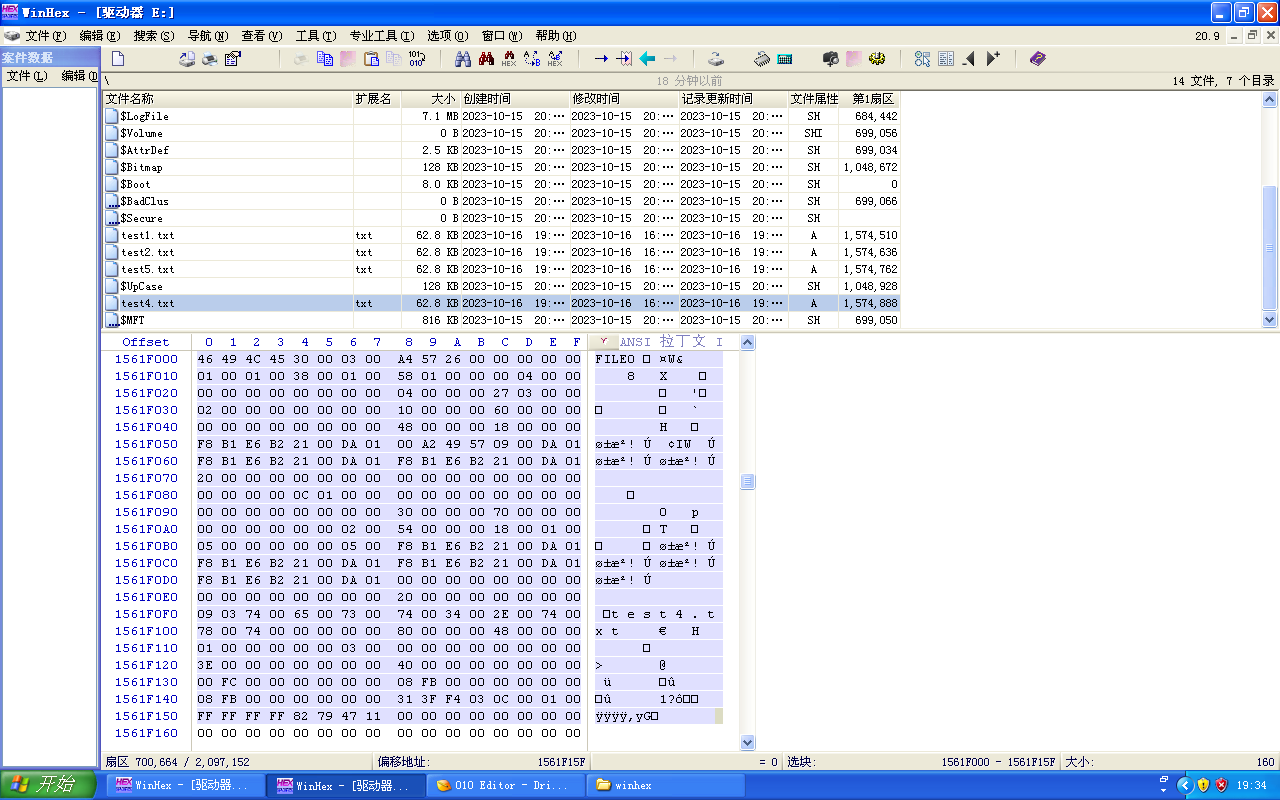 WinHex - [驱动器 E:]
文件(F) 编辑(E) 搜索(S) 导航(N) 查看(V) 工具(T) 专业工具(I) 选项(O) 窗口(W) 帮助(H) 20.9
案件数据
文件(L) 编辑(D
\ 18 分钟以前 14 文件, 7 个目录
文件名称 扩展名 大小 创建时间 修改时间 记录更新时间 文件属性 第1扇区
$LogFile 7.1 MB 2023-10-15 20:… 2023-10-15 20:… 2023-10-15 20:… SH 684,442
$Volume 0 B 2023-10-15 20:… 2023-10-15 20:… 2023-10-15 20:… SHI 699,056
$AttrDef 2.5 KB 2023-10-15 20:… 2023-10-15 20:… 2023-10-15 20:… SH 699,034
$Bitmap 128 KB 2023-10-15 20:… 2023-10-15 20:… 2023-10-15 20:… SH 1,048,672
$Boot 8.0 KB 2023-10-15 20:… 2023-10-15 20:… 2023-10-15 20:… SH 0
$BadClus 0 B 2023-10-15 20:… 2023-10-15 20:… 2023-10-15 20:… SH 699,066
$Secure 0 B 2023-10-15 20:… 2023-10-15 20:… 2023-10-15 20:… SH
test1.txt txt 62.8 KB 2023-10-16 19:… 2023-10-16 16:… 2023-10-16 19:… A 1,574,510
test2.txt txt 62.8 KB 2023-10-16 19:… 2023-10-16 16:… 2023-10-16 19:… A 1,574,636
test5.txt txt 62.8 KB 2023-10-16 19:… 2023-10-16 16:… 2023-10-16 19:… A 1,574,762
$UpCase 128 KB 2023-10-15 20:… 2023-10-15 20:… 2023-10-15 20:… SH 1,048,928
test4.txt txt 62.8 KB 2023-10-16 19:… 2023-10-16 16:… 2023-10-16 19:… A 1,574,888
$MFT 816 KB 2023-10-15 20:… 2023-10-15 20:… 2023-10-15 20:… SH 699,050
Offset 0 1 2 3 4 5 6 7 8 9 A B C D E F ANSI 拉丁文 I
1561F000 46 49 4C 45 30 00 03 00 A4 57 26 00 00 00 00 00 FILE0 ¤W&
1561F010 01 00 01 00 38 00 01 00 58 01 00 00 00 04 00 00 8 X
1561F020 00 00 00 00 00 00 00 00 04 00 00 00 27 03 00 00 '
1561F030 02 00 00 00 00 00 00 00 10 00 00 00 60 00 00 00 `
1561F040 00 00 00 00 00 00 00 00 48 00 00 00 18 00 00 00 H
1561F050 F8 B1 E6 B2 21 00 DA 01 00 A2 49 57 09 00 DA 01 ø±æ²! Ú ¢IW Ú
1561F060 F8 B1 E6 B2 21 00 DA 01 F8 B1 E6 B2 21 00 DA 01 ø±æ²! Ú ø±æ²! Ú
1561F070 20 00 00 00 00 00 00 00 00 00 00 00 00 00 00 00
1561F080 00 00 00 00 0C 01 00 00 00 00 00 00 00 00 00 00
1561F090 00 00 00 00 00 00 00 00 30 00 00 00 70 00 00 00 0 p
1561F0A0 00 00 00 00 00 00 02 00 54 00 00 00 18 00 01 00 T
1561F0B0 05 00 00 00 00 00 05 00 F8 B1 E6 B2 21 00 DA 01 ø±æ²! Ú
1561F0C0 F8 B1 E6 B2 21 00 DA 01 F8 B1 E6 B2 21 00 DA 01 ø±æ²! Ú ø±æ²! Ú
1561F0D0 F8 B1 E6 B2 21 00 DA 01 00 00 00 00 00 00 00 00 ø±æ²! Ú
1561F0E0 00 00 00 00 00 00 00 00 20 00 00 00 00 00 00 00
1561F0F0 09 03 74 00 65 00 73 00 74 00 34 00 2E 00 74 00 t e s t 4 . t
1561F100 78 00 74 00 00 00 00 00 80 00 00 00 48 00 00 00 x t € H
1561F110 01 00 00 00 00 00 03 00 00 00 00 00 00 00 00 00
1561F120 3E 00 00 00 00 00 00 00 40 00 00 00 00 00 00 00 > @
1561F130 00 FC 00 00 00 00 00 00 08 FB 00 00 00 00 00 00 ü û
1561F140 08 FB 00 00 00 00 00 00 31 3F F4 03 0C 00 01 00 û 1?ô
1561F150 FF FF FF FF 82 79 47 11 00 00 00 00 00 00 00 00 ÿÿÿÿ‚yG
1561F160 00 00 00 00 00 00 00 00 00 00 00 00 00 00 00 00
扇区 700,664 / 2,097,152 偏移地址: 1561F15F = 0 选块: 1561F000 - 1561F15F 大小: 160
开始 WinHex - [驱动器... WinHex - [驱动器... 010 Editor - Dri... winhex 19:34